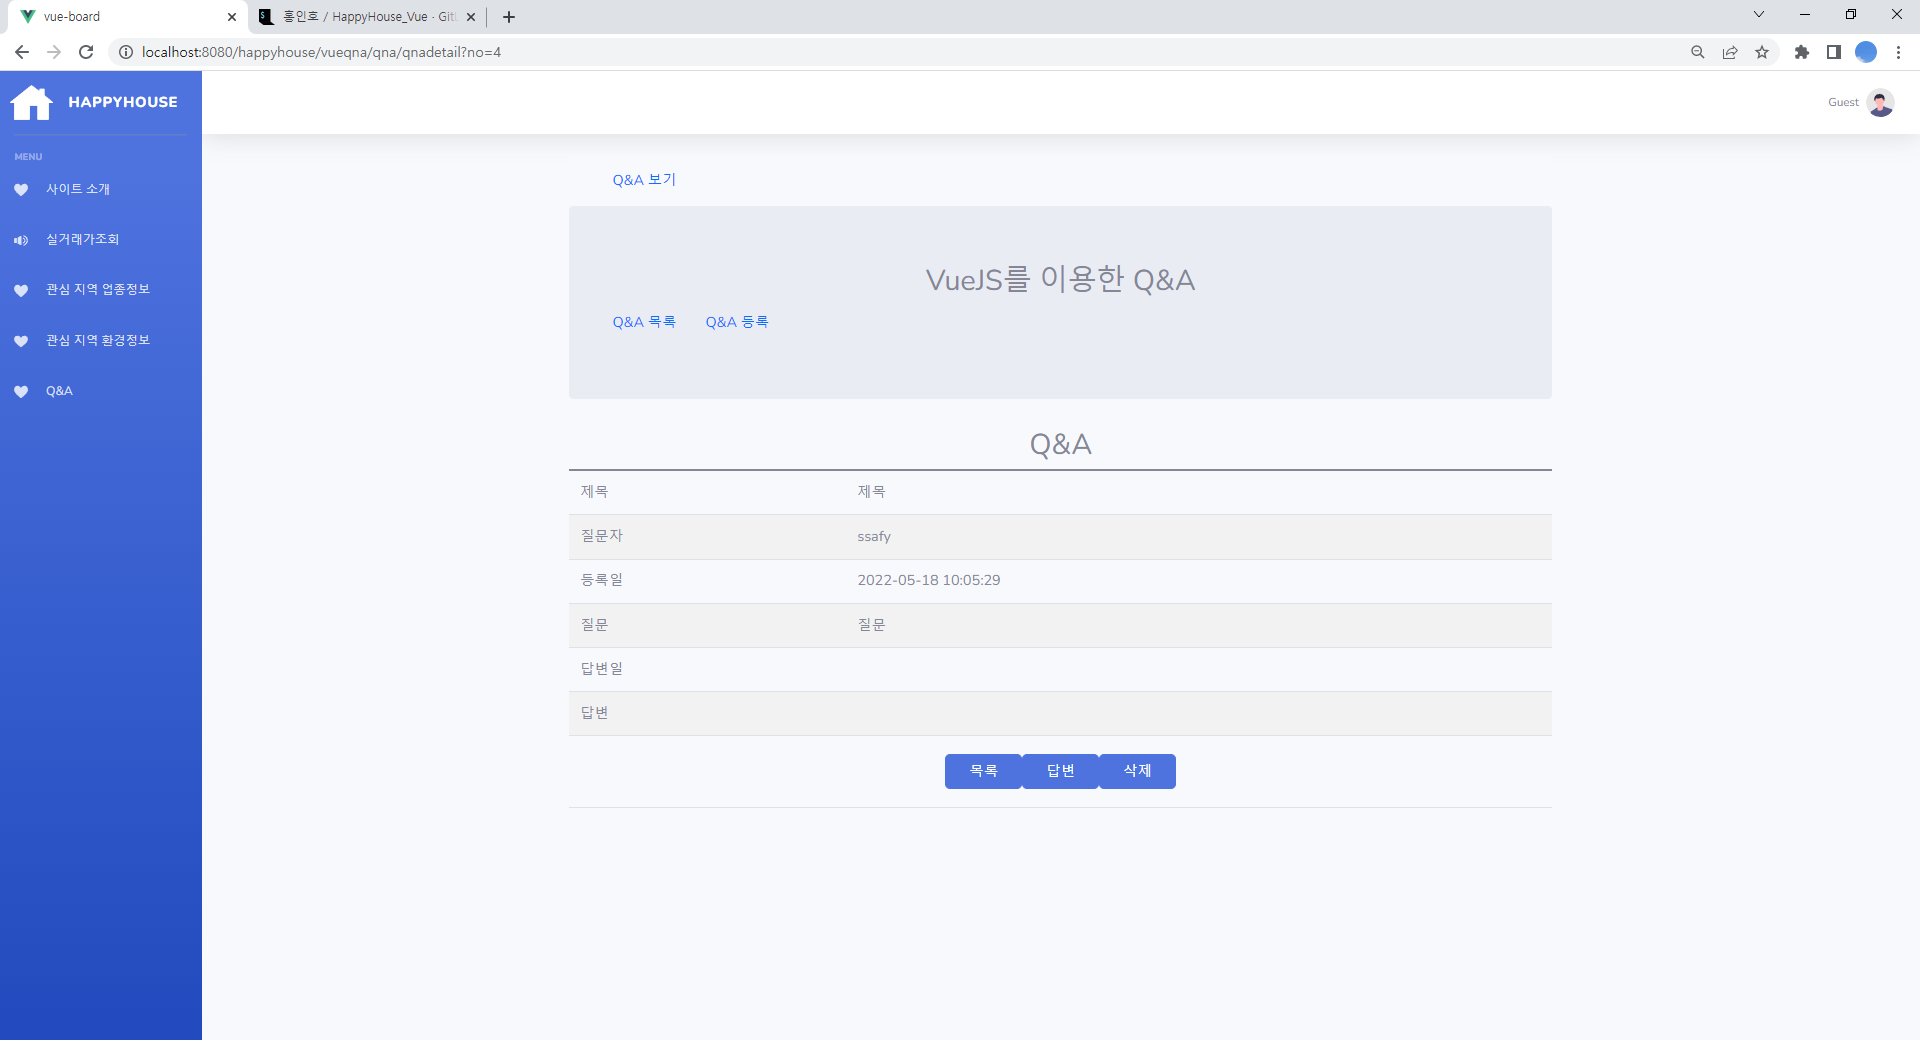 vue-board
홍인호 / HappyHouse_Vue · Git
localhost:8080/happyhouse/vueqna/qna/qnadetail?no=4
HAPPYHOUSE
Guest
MENU
사이트 소개
실거래가조회
관심 지역 업종정보
관심 지역 환경정보
Q&A
Q&A 보기
VueJS를 이용한 Q&A
Q&A 목록 Q&A 등록
Q&A
제목 제목
질문자 ssafy
등록일 2022-05-18 10:05:29
질문 질문
답변일
답변
목록 답변 삭제